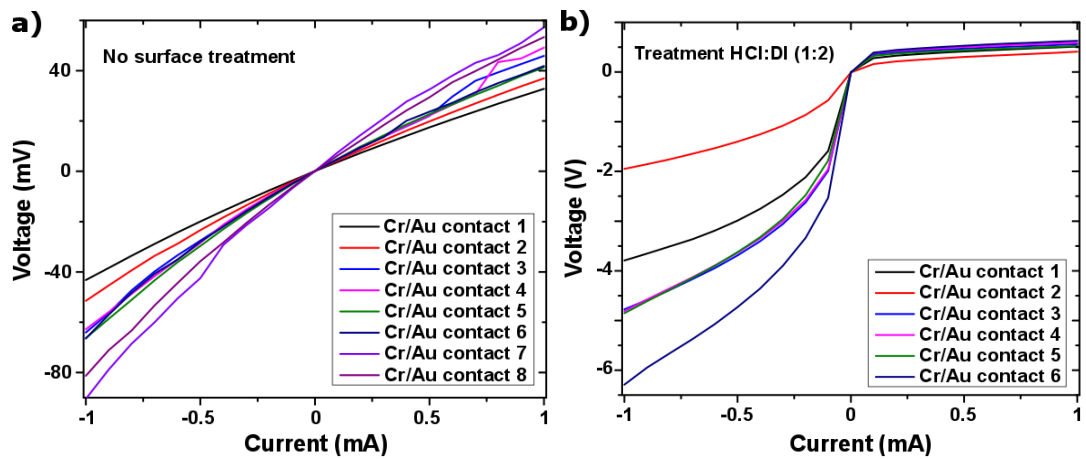 a)
No surface treatment
40
0
-40
-80
Voltage (mV)
-1
-0.5
0
0.5
1
Current (mA)
Cr/Au contact 1
Cr/Au contact 2
Cr/Au contact 3
Cr/Au contact 4
Cr/Au contact 5
Cr/Au contact 6
Cr/Au contact 7
Cr/Au contact 8
b)
Treatment HCl:DI (1:2)
0
-2
-4
-6
Voltage (V)
-1
-0.5
0
0.5
1
Current (mA)
Cr/Au contact 1
Cr/Au contact 2
Cr/Au contact 3
Cr/Au contact 4
Cr/Au contact 5
Cr/Au contact 6